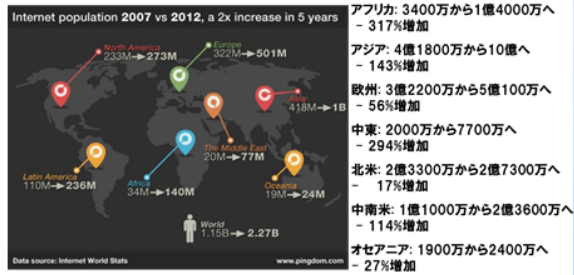 Internet population 2007 vs 2012, a 2x increase in 5 years
North America
233M→273M
Europe
322M→501M
Asia
418M→1B
The Middle East
20M→77M
Latin America
110M→236M
Africa
34M→140M
Oceania
19M→24M
World
1.15B→2.27B
Data source: Internet World Stats
www.pingdom.com
アフリカ: 3400万から1億4000万へ
- 317%増加
アジア: 4億1800万から10億へ
- 143%増加
欧州: 3億2200万から5億100万へ
- 56%増加
中東: 2000万から7700万へ
- 294%増加
北米: 2億3300万から2億7300万へ
- 17%増加
中南米: 1億1000万から2億3600万へ
- 114%増加
オセアニア: 1900万から2400万へ
- 27%増加